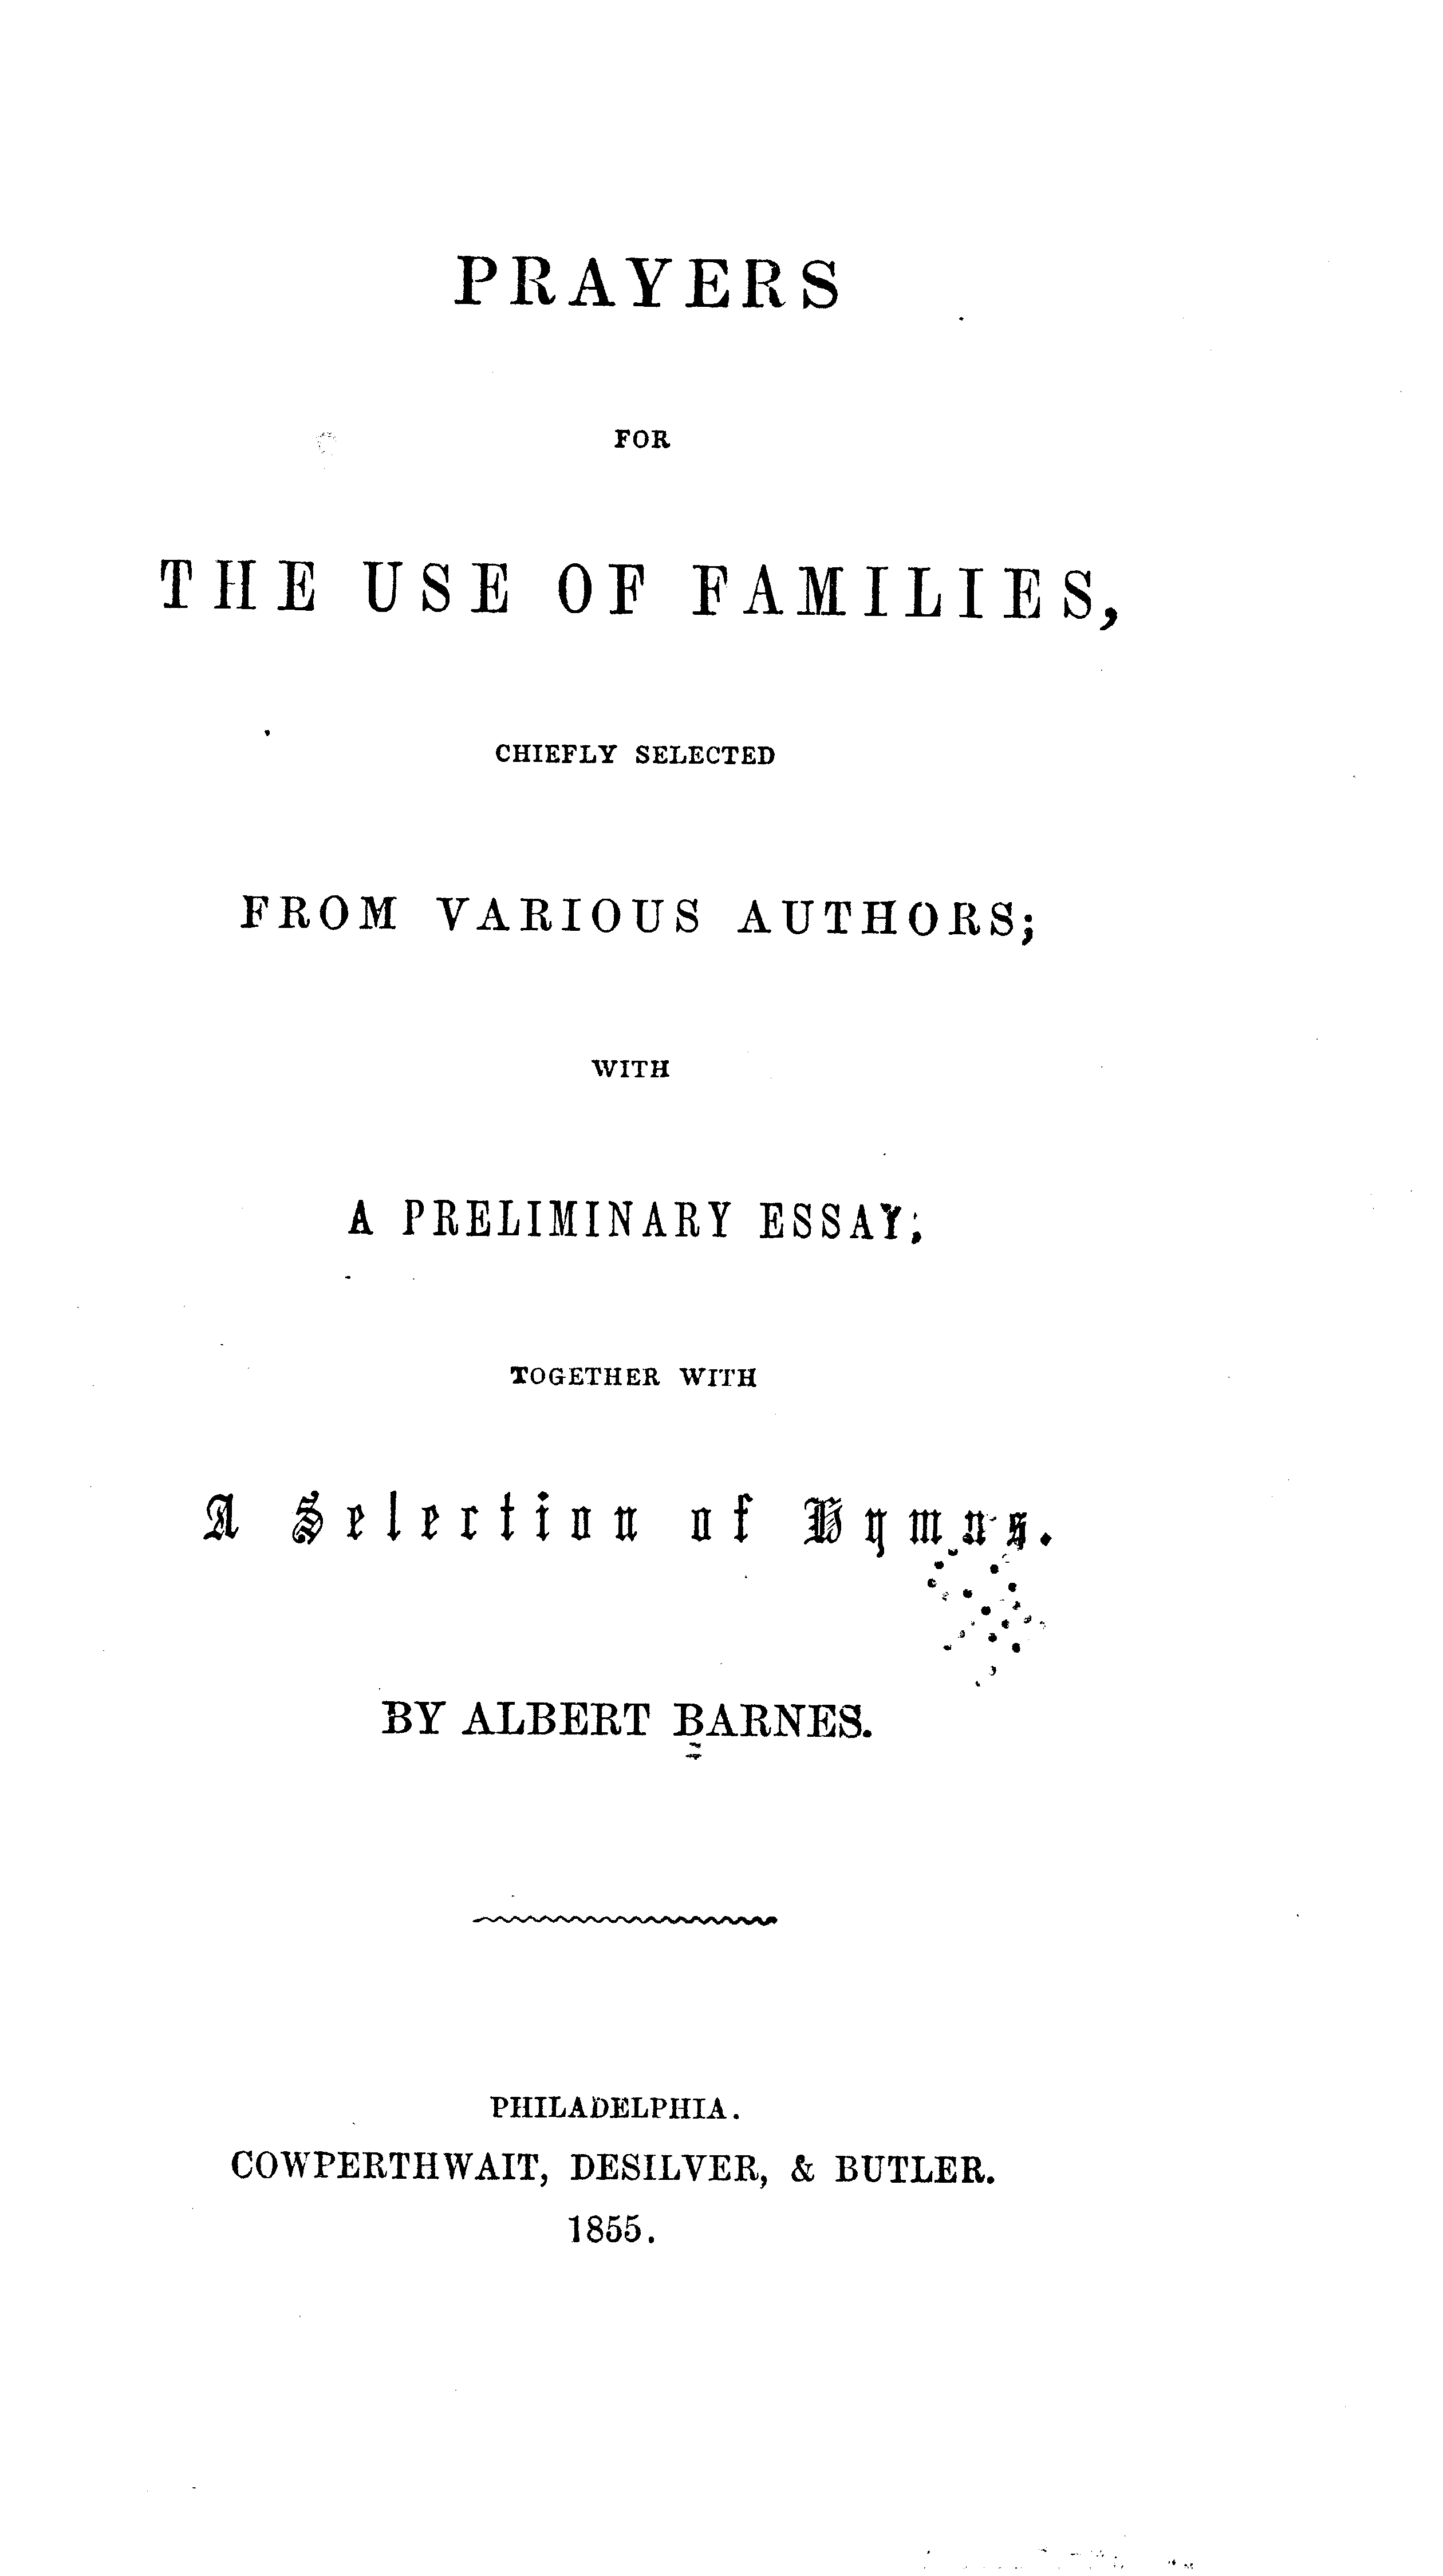 PRAYERS
FOR
THE USE OF FAMILIES,
CHIEFLY SELECTED
FROM VARIOUS AUTHORS;
WITH
A PRELIMINARY ESSAY;
TOGETHER WITH
A Selection of Hymns.
BY ALBERT BARNES.
PHILADELPHIA.
COWPERTHWAIT, DESILVER, & BUTLER.
1855.